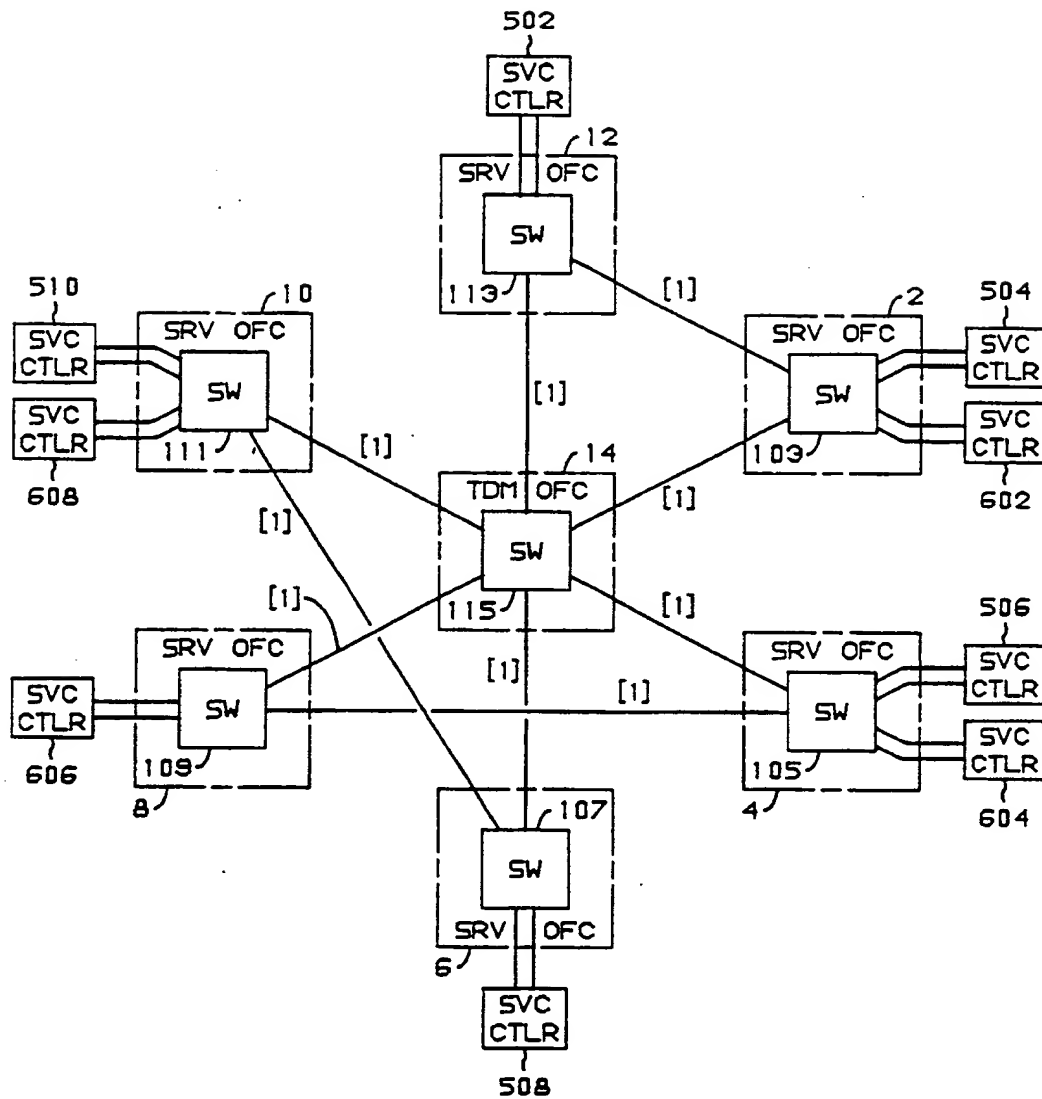 502
SVC
CTLR
12
SRV OFC
SW
113
[1]
510
SVC
CTLR
10
SRV OFC
SW
111
SVC
CTLR
608
2
504
SRV OFC
SVC
CTLR
SW
103
SVC
CTLR
602
[1]
[1]
[1]
[1]
14
TDM OFC
SW
115
[1]
[1]
[1]
[1]
SRV OFC
SVC
CTLR
SW
606
109
8
506
SRV OFC
SVC
CTLR
SW
105
SVC
CTLR
4
604
107
SW
SRV OFC
6
SVC
CTLR
508